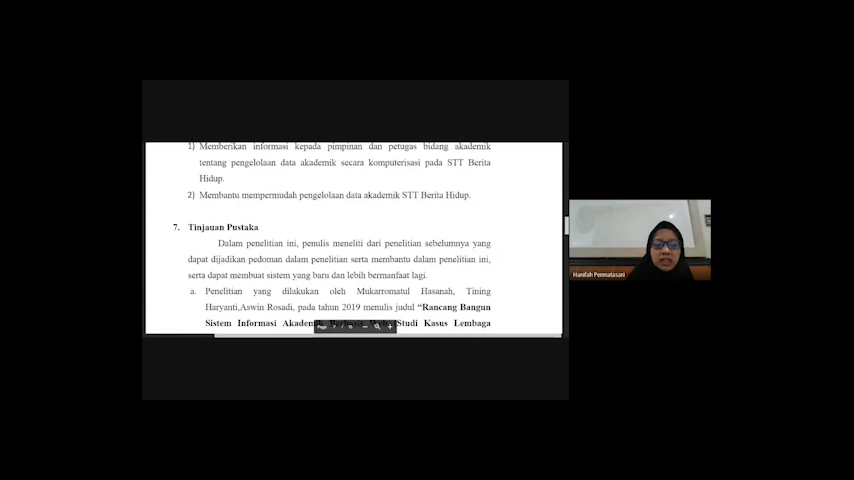 1) Memberikan informasi kepada pimpinan dan petugas bidang akademik
tentang pengelolaan data akademik secara komputerisasi pada STT Berita
Hidup.
2) Membantu mempermudah pengelolaan data akademik STT Berita Hidup.
7. Tinjauan Pustaka
Dalam penelitian ini, penulis meneliti dari penelitian sebelumnya yang
dapat dijadikan pedoman dalam penelitian serta membantu dalam penelitian ini,
serta dapat membuat sistem yang baru dan lebih bermanfaat lagi.
a. Penelitian yang dilakukan oleh Mukarromatul Hasanah, Tining
Haryanti,Aswin Rosadi, pada tahun 2019 menulis judul “Rancang Bangun
Sistem Informasi Studi Kasus Lembaga
Page
Hanifah Permatasari